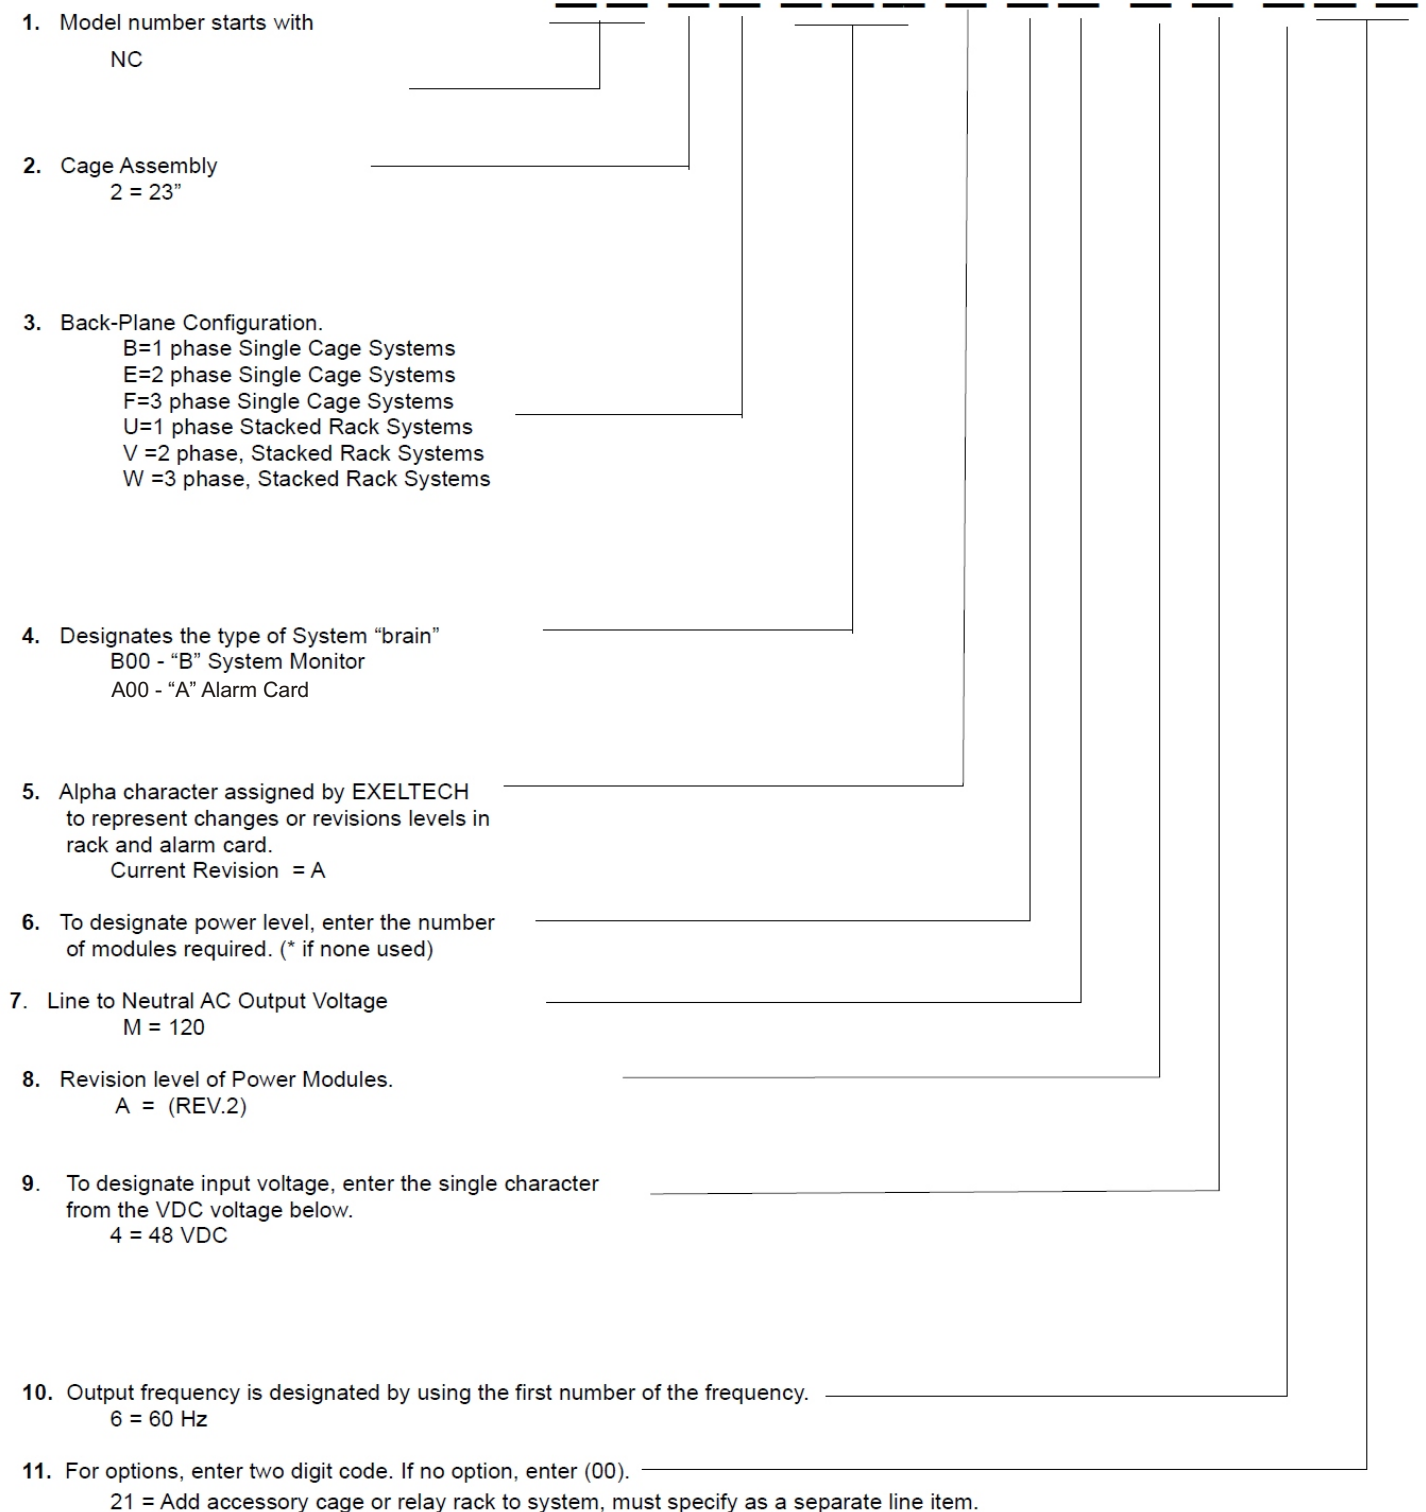 1. Model number starts with
NC
2. Cage Assembly
2 = 23”
3. Back-Plane Configuration.
B=1 phase Single Cage Systems
E=2 phase Single Cage Systems
F=3 phase Single Cage Systems
U=1 phase Stacked Rack Systems
V =2 phase, Stacked Rack Systems
W =3 phase, Stacked Rack Systems
4. Designates the type of System “brain”
B00 - “B” System Monitor
A00 - “A” Alarm Card
5. Alpha character assigned by EXELTECH
to represent changes or revisions levels in
rack and alarm card.
Current Revision = A
6. To designate power level, enter the number
of modules required. (* if none used)
7. Line to Neutral AC Output Voltage
M = 120
8. Revision level of Power Modules.
A = (REV.2)
9. To designate input voltage, enter the single character
from the VDC voltage below.
4 = 48 VDC
10. Output frequency is designated by using the first number of the frequency.
6 = 60 Hz
11. For options, enter two digit code. If no option, enter (00).
21 = Add accessory cage or relay rack to system, must specify as a separate line item.